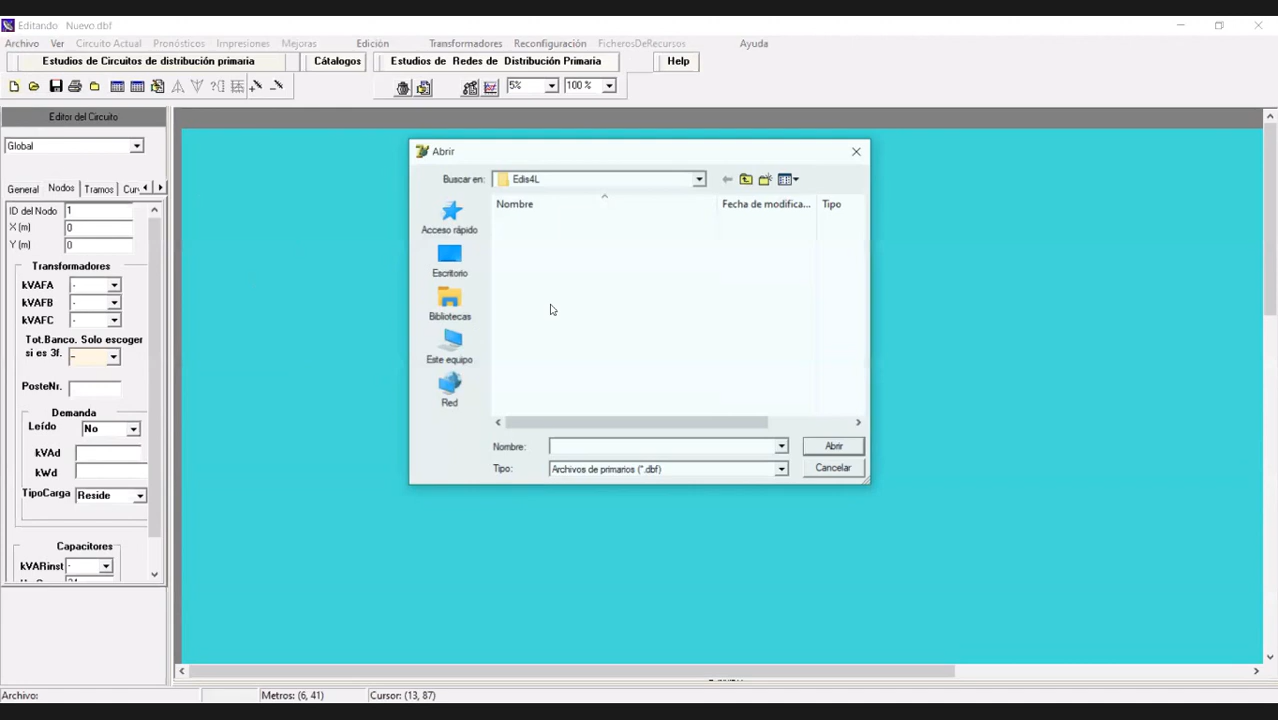 Editando Nuevo.dbf
Archivo Ver Circuito Actual Pronósticos Impresiones Mejoras Edición Transformadores Reconfiguración FicherosDeRecursos Ayuda
Estudios de Circuitos de distribución primaria Cátalogos Estudios de Redes de Distribución Primaria Help
5% 100 %
Editor del Circuito
Global
General Nodos Tramos Cur
ID del Nodo 1
X (m) 0
Y (m) 0
Transformadores
kVAFA -
kVAFB -
kVAFC -
Tot.Banco. Solo escoger
si es 3f. -
PosteNr.
Demanda
Leído No
kVAd
kWd
TipoCarga Reside
Capacitores
kVARinst -
Abrir
Buscar en: Edis4L
Nombre Fecha de modifica... Tipo
Acceso rápido
Escritorio
Bibliotecas
Este equipo
Red
Nombre: Abrir
Tipo: Archivos de primarios (*.dbf) Cancelar
Archivo: Metros: (6, 41) Cursor: (13, 87)